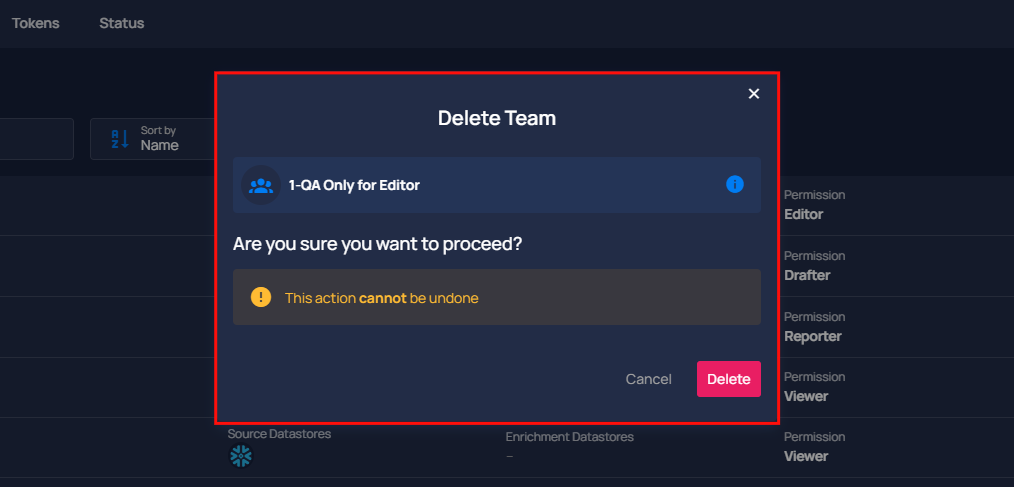 Tokens Status
Delete Team
Sort by
Name
1-QA Only for Editor
Permission
Editor
Are you sure you want to proceed?
Permission
Drafter
This action cannot be undone
Permission
Reporter
Cancel Delete
Permission
Viewer
Source Datastores Enrichment Datastores Permission
– Viewer